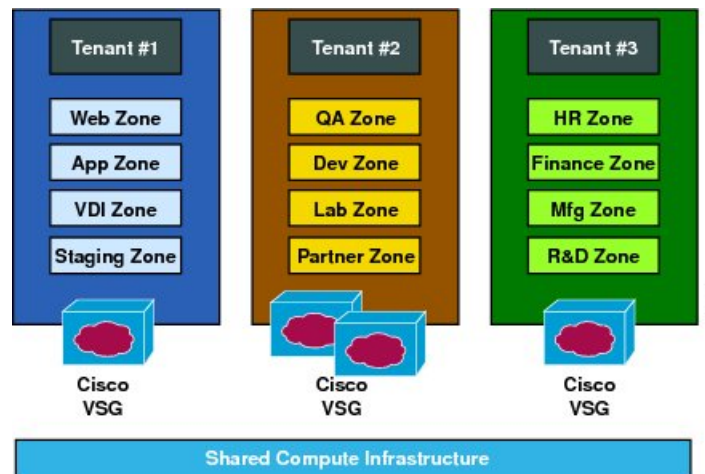 Tenant #1
Tenant #2
Tenant #3
Web Zone
QA Zone
HR Zone
App Zone
Dev Zone
Finance Zone
VDI Zone
Lab Zone
Mfg Zone
Staging Zone
Partner Zone
R&D Zone
Cisco
VSG
Cisco
VSG
Cisco
VSG
Shared Compute Infrastructure